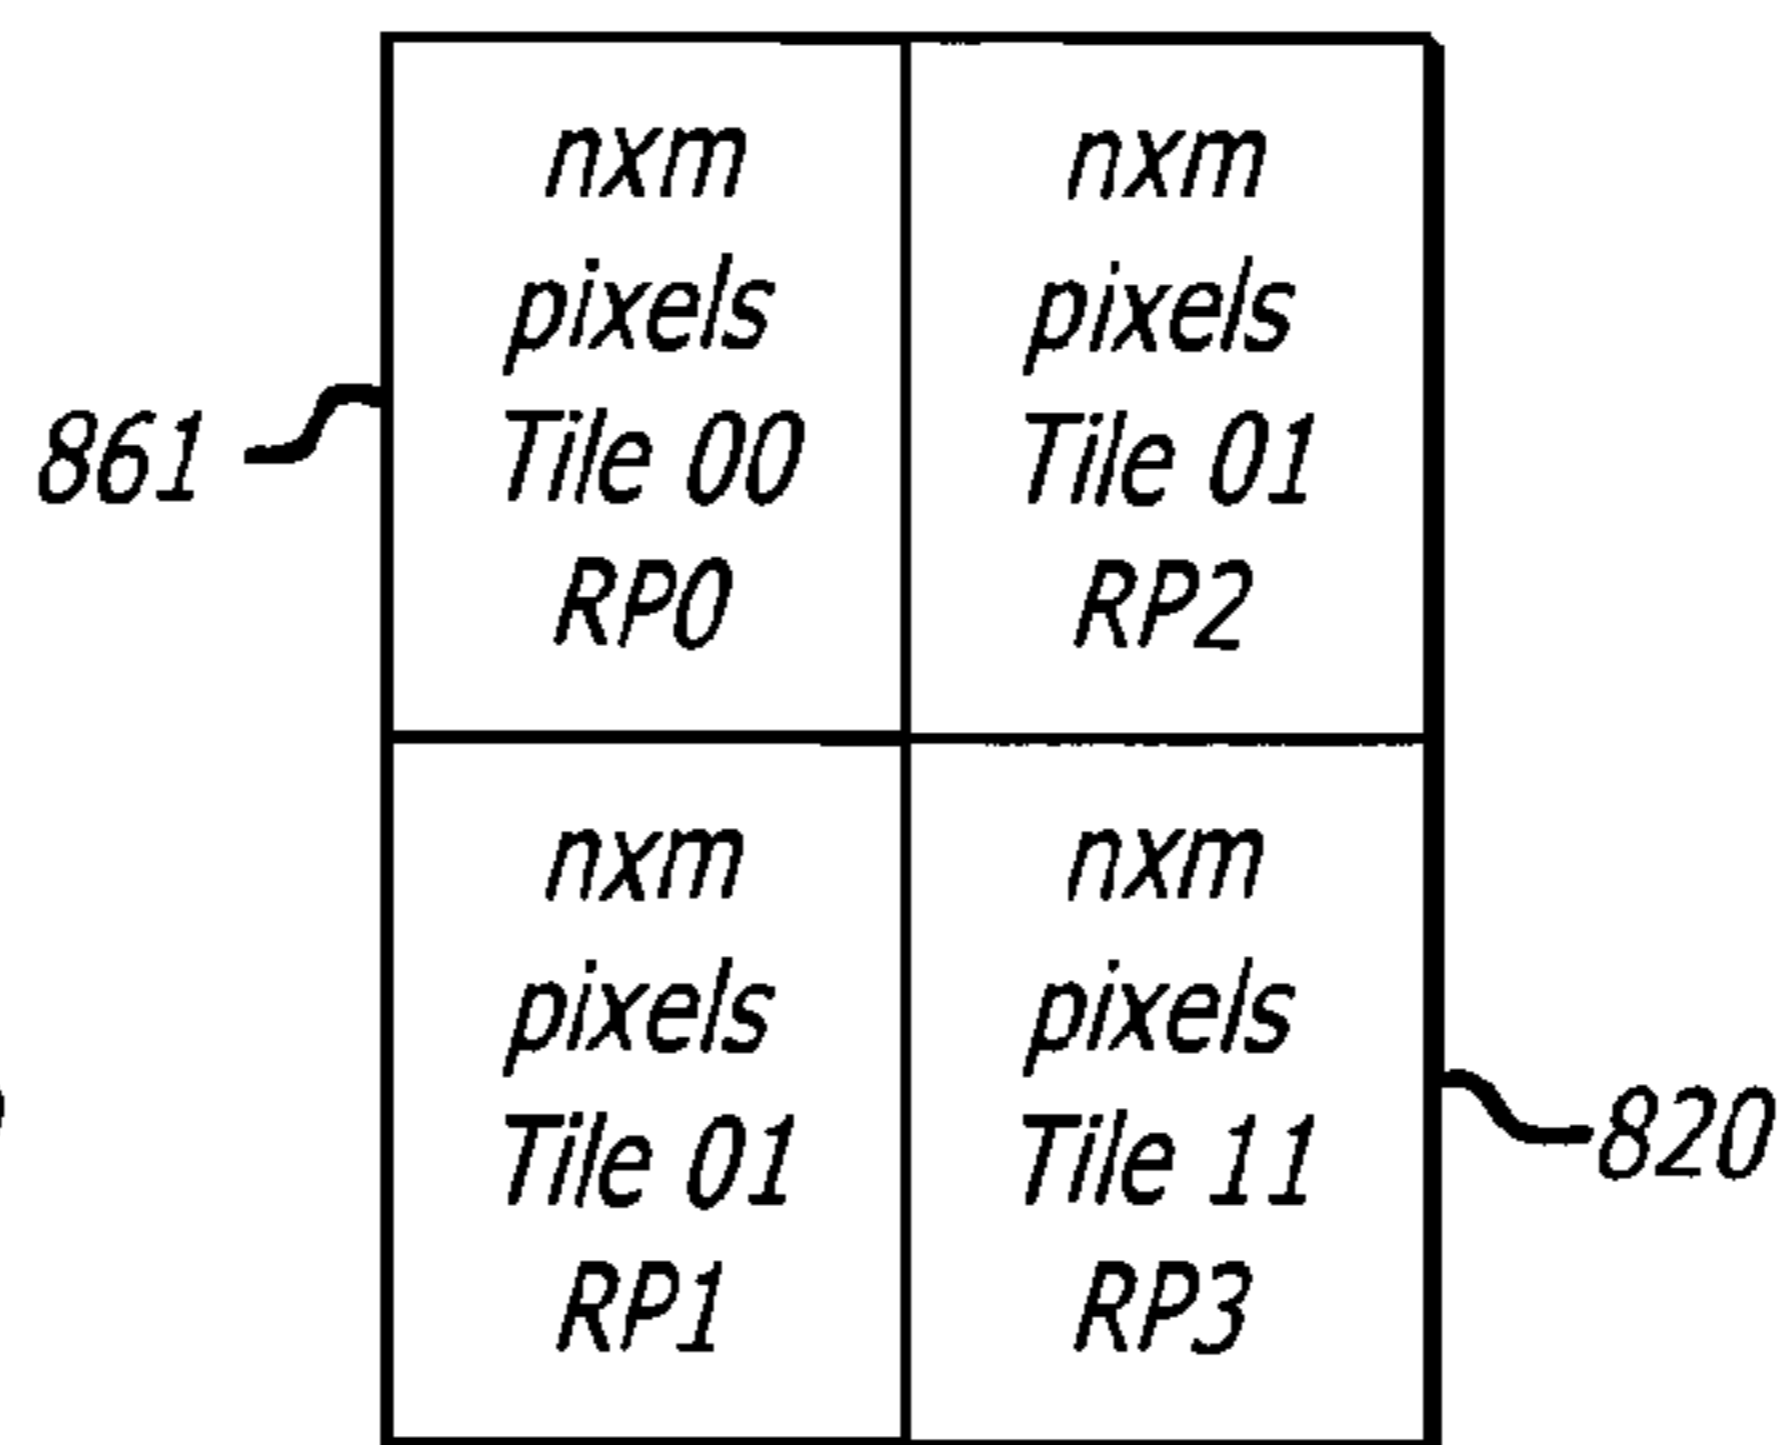 nxm
pixels
Tile 00
RP0
nxm
pixels
Tile 01
RP2
861
nxm
pixels
Tile 01
RP1
nxm
pixels
Tile 11
RP3
820